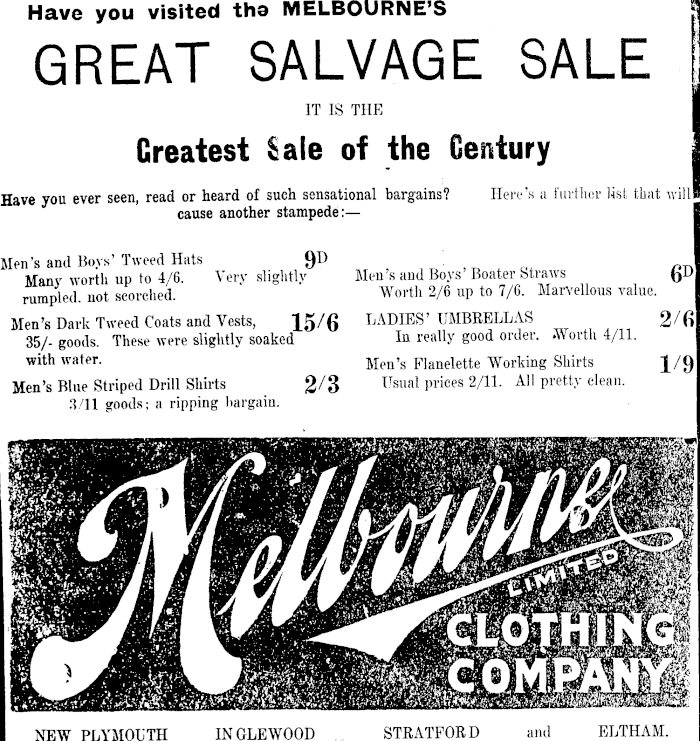 Have you visited the MELBOURNE'S
GREAT SALVAGE SALE
IT IS THE
Greatest Sale of the Century
Have you ever seen, read or heard of such sensational bargains? Here's a further list that will
cause another stampede:—
Men's and Boys' Tweed Hats 9D
Many worth up to 4/6. Very slightly
rumpled. not scorched.
Men's Dark Tweed Coats and Vests, 15/6
35/- goods. These were slightly soaked
with water.
Men's Blue Striped Drill Shirts 2/3
3/11 goods; a ripping bargain.
Men's and Boys' Boater Straws 6D
Worth 2/6 up to 7/6. Marvellous value.
LADIES' UMBRELLAS 2/6
In really good order. Worth 4/11.
Men's Flanelette Working Shirts 1/9
Usual prices 2/11. All pretty clean.
Melbourne
LIMITED
CLOTHING
COMPANY
NEW PLYMOUTH INGLEWOOD STRATFORD and ELTHAM.